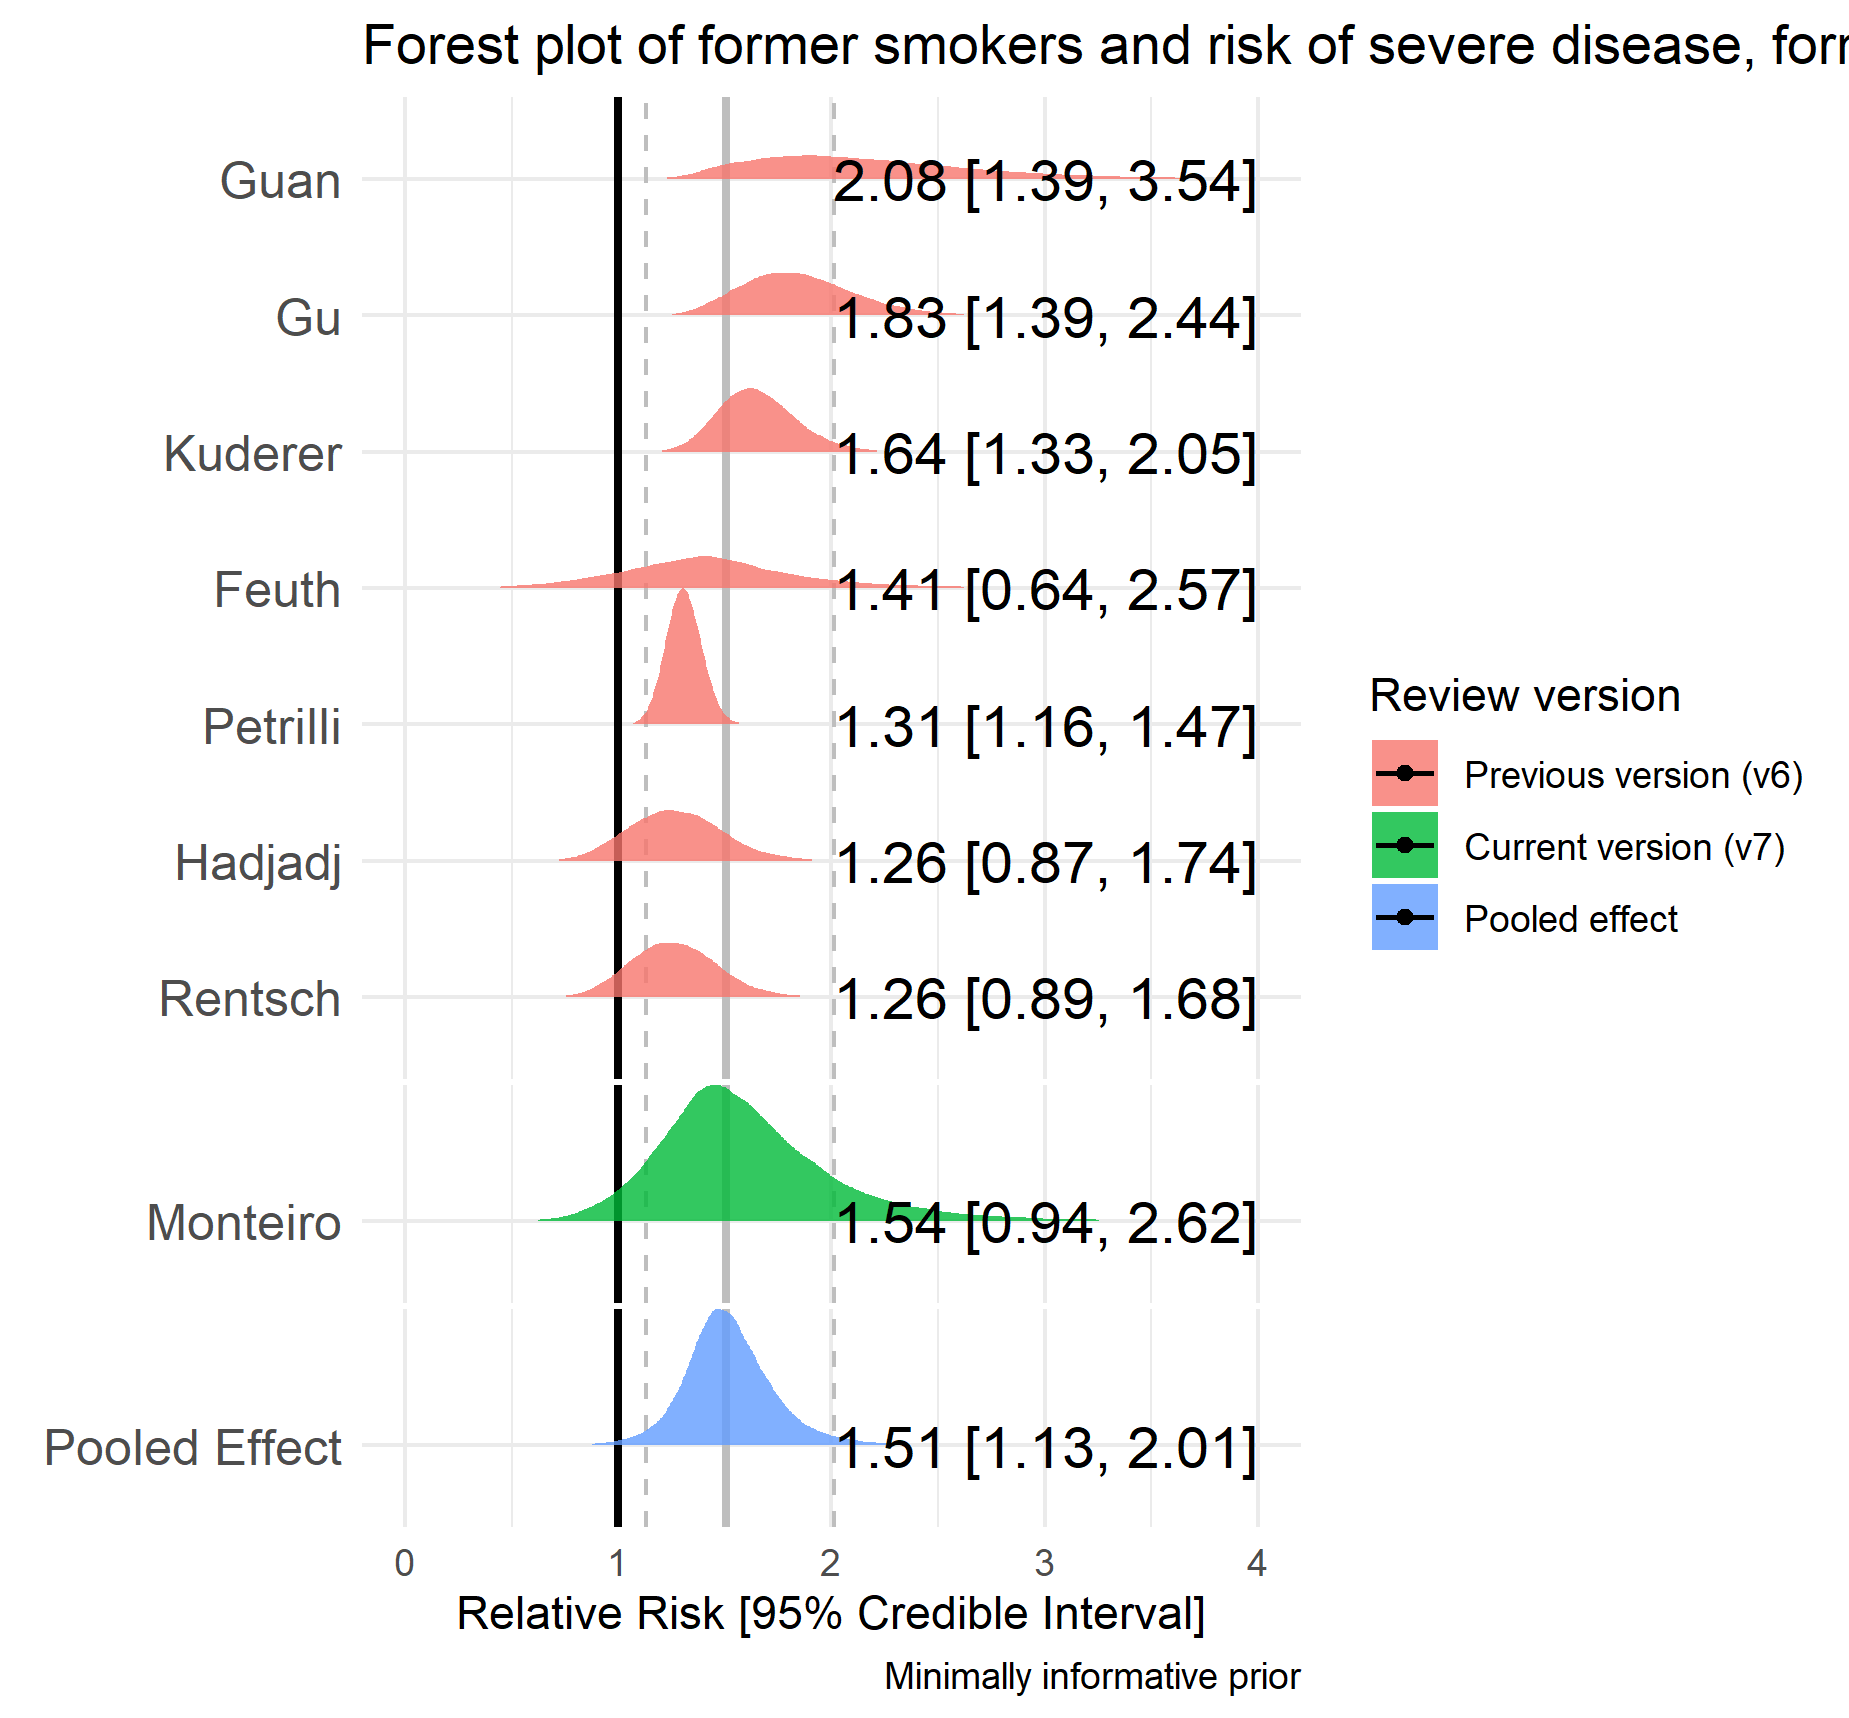 Forest plot of former smokers and risk of severe disease,
Guan 2.08 [1.39, 3.54]
Gu 1.83 [1.39, 2.44]
Kuderer 1.64 [1.33, 2.05]
Feuth 1.41 [0.64, 2.57]
Petrilli 1.31 [1.16, 1.47]
Hadjadj 1.26 [0.87, 1.74]
Rentsch 1.26 [0.89, 1.68]
Monteiro 1.54 [0.94, 2.62]
Pooled Effect 1.51 [1.13, 2.01]
0 1 2 3 4
Relative Risk [95% Credible Interval]
Minimally informative prior
Review version
Previous version (v6)
Current version (v7)
Pooled effect